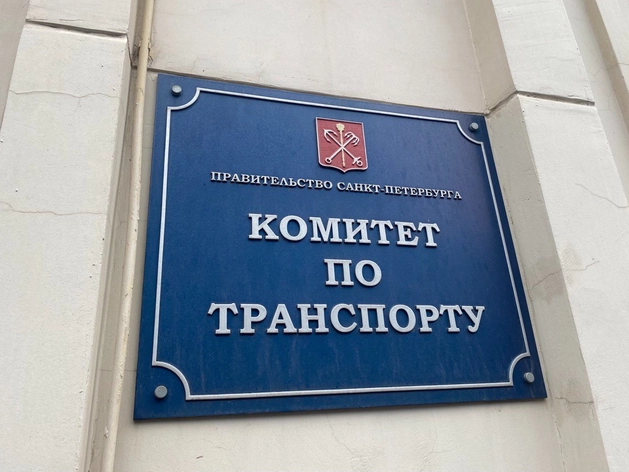 ПРАВИТЕЛЬСТВО САНКТ-ПЕТЕРБУРГА
КОМИТЕТ
ПО
ТРАНСПОРТУ